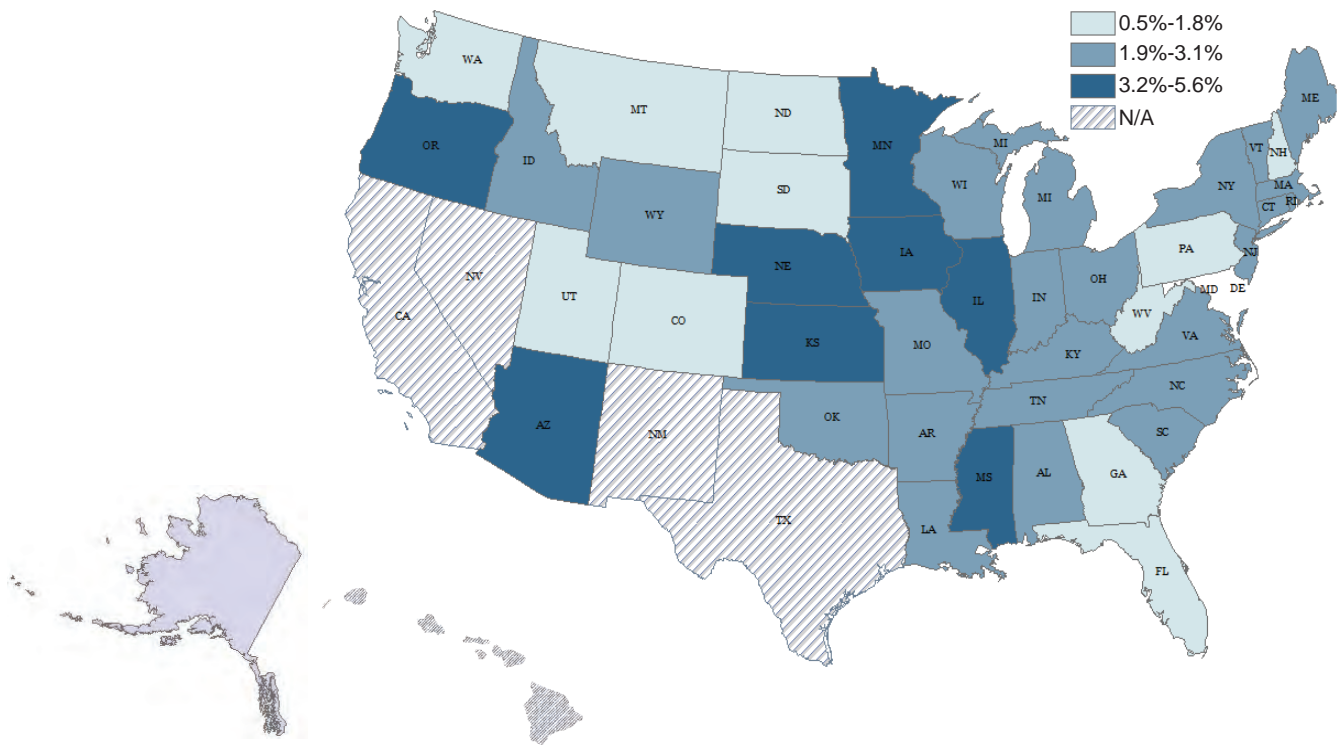 0.5%-1.8%
1.9%-3.1%
3.2%-5.6%
N/A
WA
MT
ND
MN
ME
OR
ID
SD
WI
MI
MI
VT
NH
NY
MA
CT
RI
WY
NE
IA
PA
NJ
NV
UT
CO
IL
IN
OH
WV
MD
DE
CA
KS
MO
KY
VA
AZ
NM
OK
AR
TN
NC
SC
MS
AL
GA
TX
LA
FL